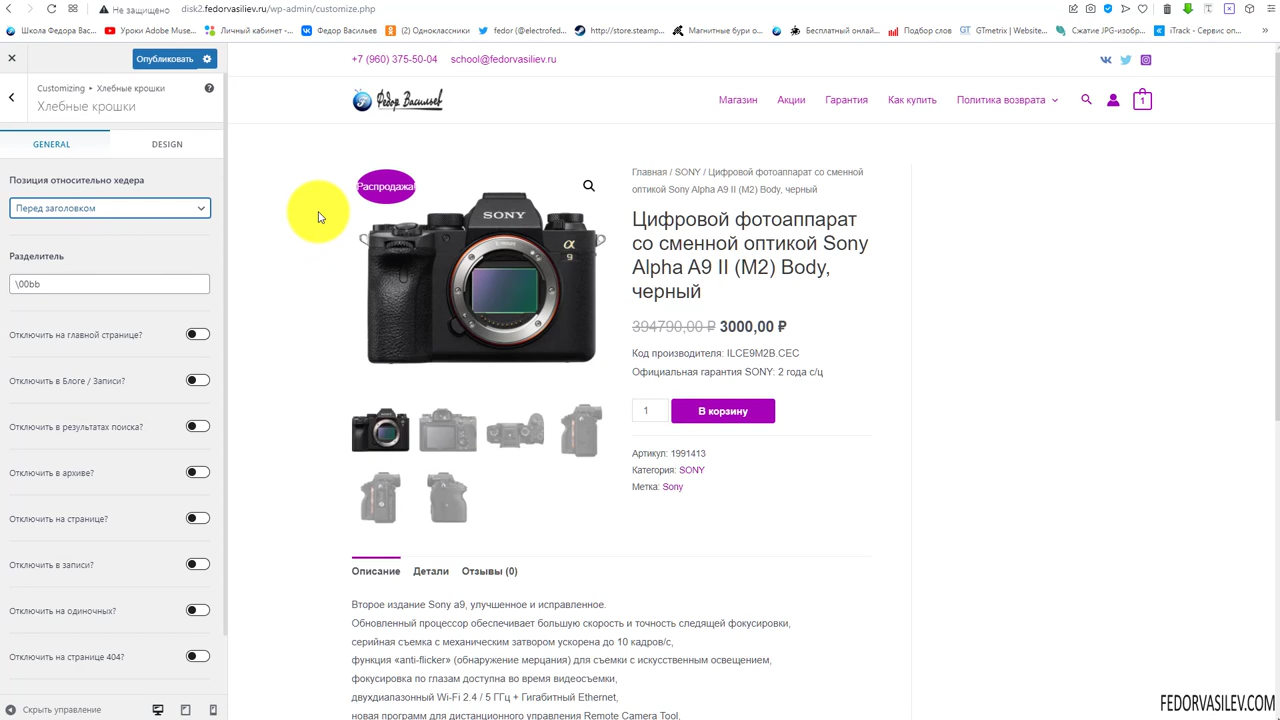 Не защищено
disk2.fedorvasiliev.ru/wp-admin/customize.php
Школа Федора Вас...
Уроки Adobe Muse...
Личный кабинет -...
Федор Васильев
(2) Одноклассники
fedor (@electrofed...
http://store.steamp...
Магнитные бури о...
Бесплатный онлай...
Подбор слов
GTmetrix | Website...
Сжатие JPG-изобр...
iTrack - Сервис оп...
Опубликовать
Customizing ▸ Хлебные крошки
Хлебные крошки
GENERAL
DESIGN
Позиция относительно хедера
Перед заголовком
Разделитель
\00bb
Отключить на главной странице?
Отключить в Блоге / Записи?
Отключить в результатах поиска?
Отключить в архиве?
Отключить на странице?
Отключить в записи?
Отключить на одиночных?
Отключить на странице 404?
Скрыть управление
+7 (960) 375-50-04
school@fedorvasiliev.ru
Федор Васильев
Магазин
Акции
Гарантия
Как купить
Политика возврата
1
Распродажа!
SONY
α
9
Главная / SONY / Цифровой фотоаппарат со сменной
оптикой Sony Alpha A9 II (M2) Body, черный
Цифровой фотоаппарат
со сменной оптикой Sony
Alpha A9 II (M2) Body,
черный
394790,00 ₽ 3000,00 ₽
Код производителя: ILCE9M2B.CEC
Официальная гарантия SONY: 2 года с/ц
1
В корзину
Артикул: 1991413
Категория: SONY
Метка: Sony
Описание
Детали
Отзывы (0)
Второе издание Sony a9, улучшенное и исправленное.
Обновленный процессор обеспечивает большую скорость и точность следящей фокусировки,
серийная съемка с механическим затвором ускорена до 10 кадров/с,
функция «anti-flicker» (обнаружение мерцания) для съемки с искусственным освещением,
фокусировка по глазам доступна во время видеосъемки,
двухдиапазонный Wi-Fi 2.4 / 5 ГГц + Гигабитный Ethernet,
новая программ для дистанционного управления Remote Camera Tool,
FEDORVASILEV.COM